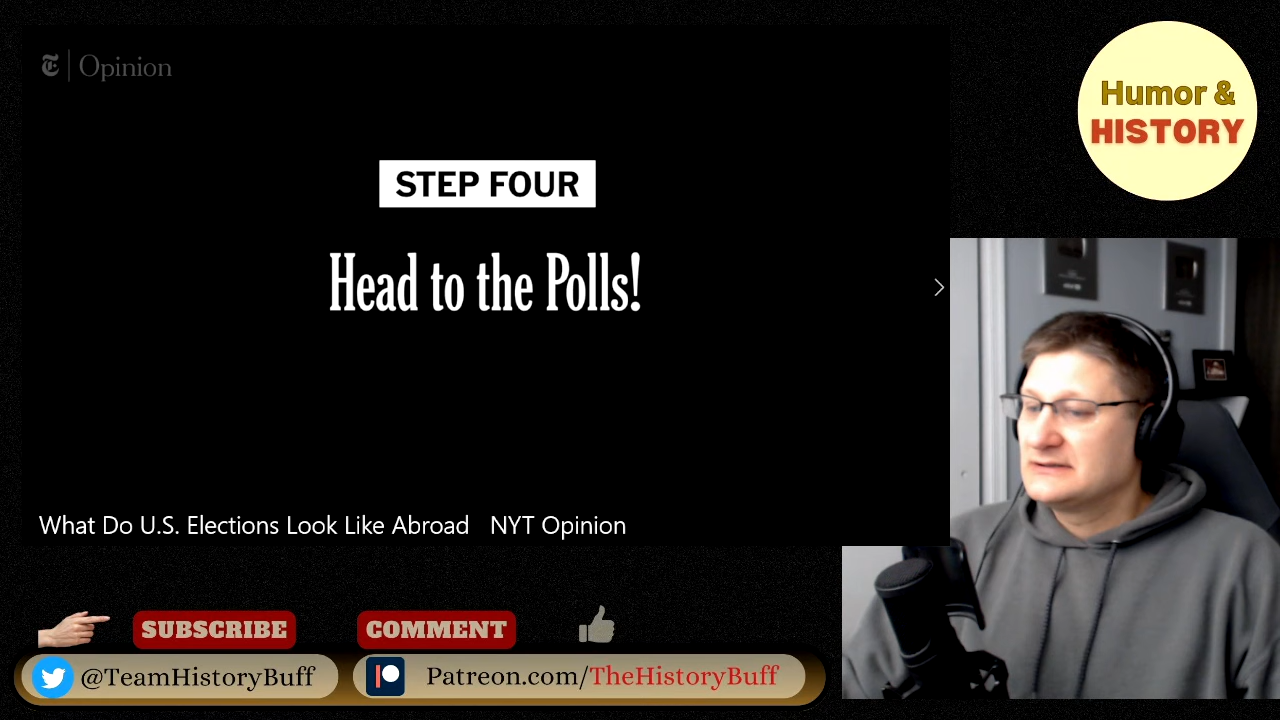 Opinion
Humor &
HISTORY
STEP FOUR
Head to the Polls!
What Do U.S. Elections Look Like Abroad NYT Opinion
SUBSCRIBE
COMMENT
@TeamHistoryBuff
Patreon.com/TheHistoryBuff